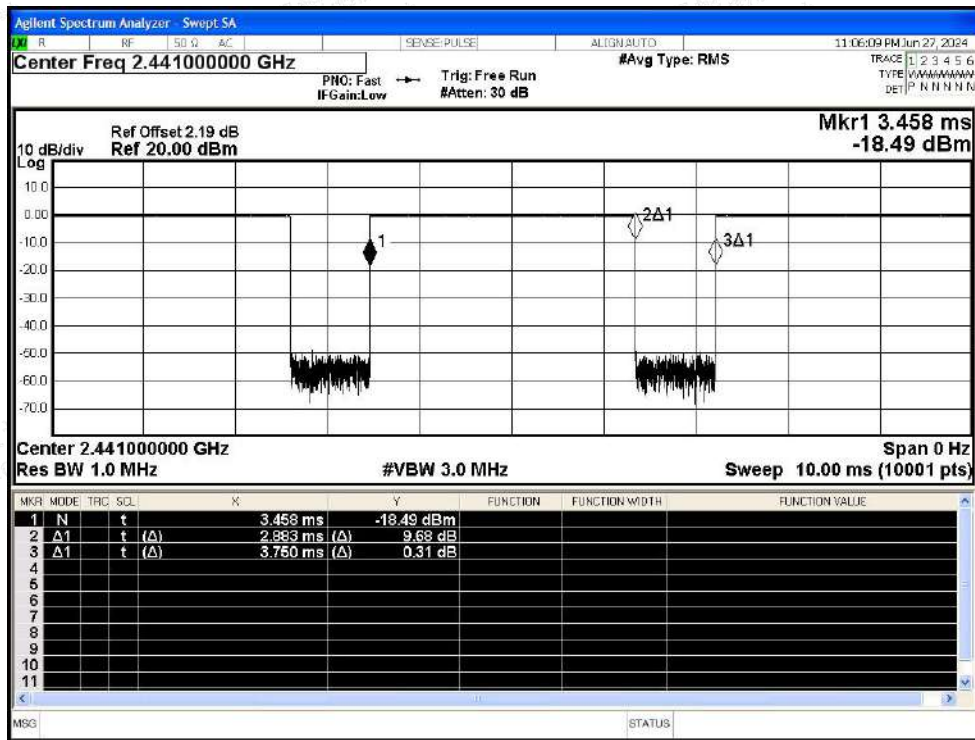 Agilent Spectrum Analyzer - Swept SA
LXI R RF 50 Ω AC SENSE:PULSE ALIGN AUTO 11:06:09 PM Jun 27, 2024
Center Freq 2.441000000 GHz
PNO: Fast
IFGain:Low
Trig: Free Run
#Atten: 30 dB
#Avg Type: RMS
TRACE 1 2 3 4 5 6
TYPE
DET P N N N N N
Mkr1 3.458 ms
-18.49 dBm
Ref Offset 2.19 dB
10 dB/div Ref 20.00 dBm
Log
10.0
0.00
-10.0
-20.0
-30.0
-40.0
-50.0
-60.0
-70.0
1
2Δ1
3Δ1
Center 2.441000000 GHz Span 0 Hz
Res BW 1.0 MHz #VBW 3.0 MHz Sweep 10.00 ms (10001 pts)
MKR MODE TRC SCL X Y FUNCTION FUNCTION WIDTH FUNCTION VALUE
1 N t 3.458 ms -18.49 dBm
2 Δ1 t (Δ) 2.883 ms (Δ) 9.68 dB
3 Δ1 t (Δ) 3.750 ms (Δ) 0.31 dB
4
5
6
7
8
9
10
11
MSG STATUS